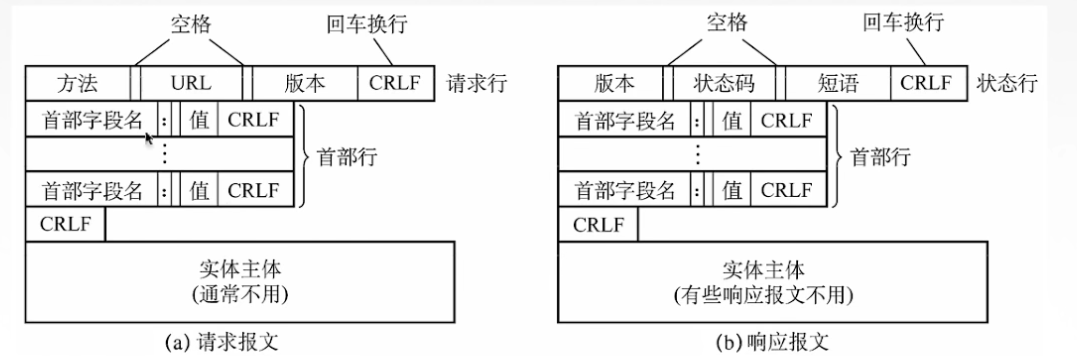 空格 回车换行
方法 URL 版本 CRLF 请求行
首部字段名 : 值 CRLF
⋮ 首部行
首部字段名 : 值 CRLF
CRLF
实体主体
(通常不用)
(a) 请求报文
空格 回车换行
版本 状态码 短语 CRLF 状态行
首部字段名 : 值 CRLF
⋮ 首部行
首部字段名 : 值 CRLF
CRLF
实体主体
(有些响应报文不用)
(b) 响应报文